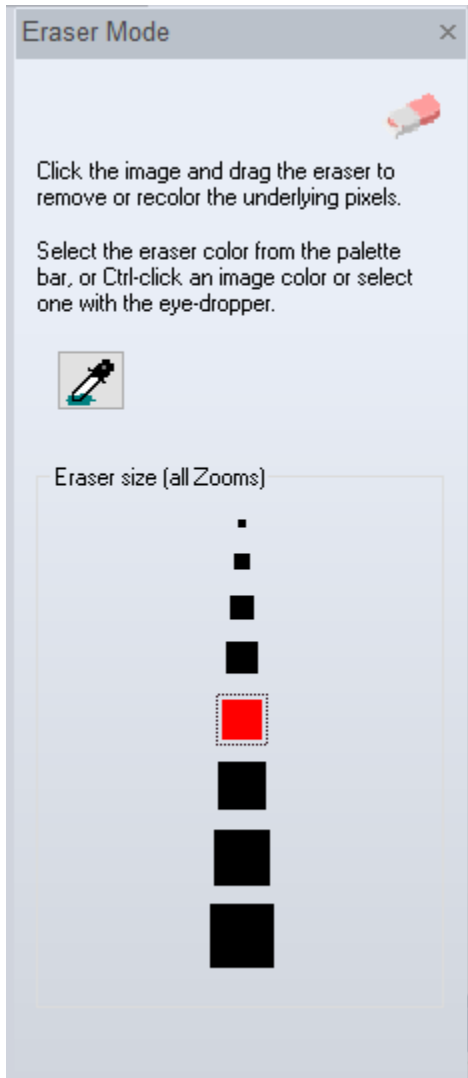 Eraser Mode
Click the image and drag the eraser to
remove or recolor the underlying pixels.
Select the eraser color from the palette
bar, or Ctrl-click an image color or select
one with the eye-dropper.
Eraser size (all Zooms)